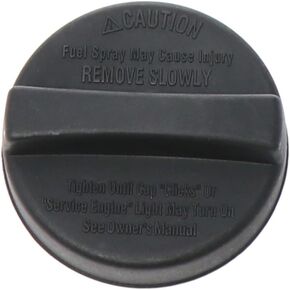 ⚠CAUTION
Fuel Spray May Cause Injury
REMOVE SLOWLY
Tighten Until Cap "Clicks" Or
"Service Engine" Light May Turn On
See Owner's Manual